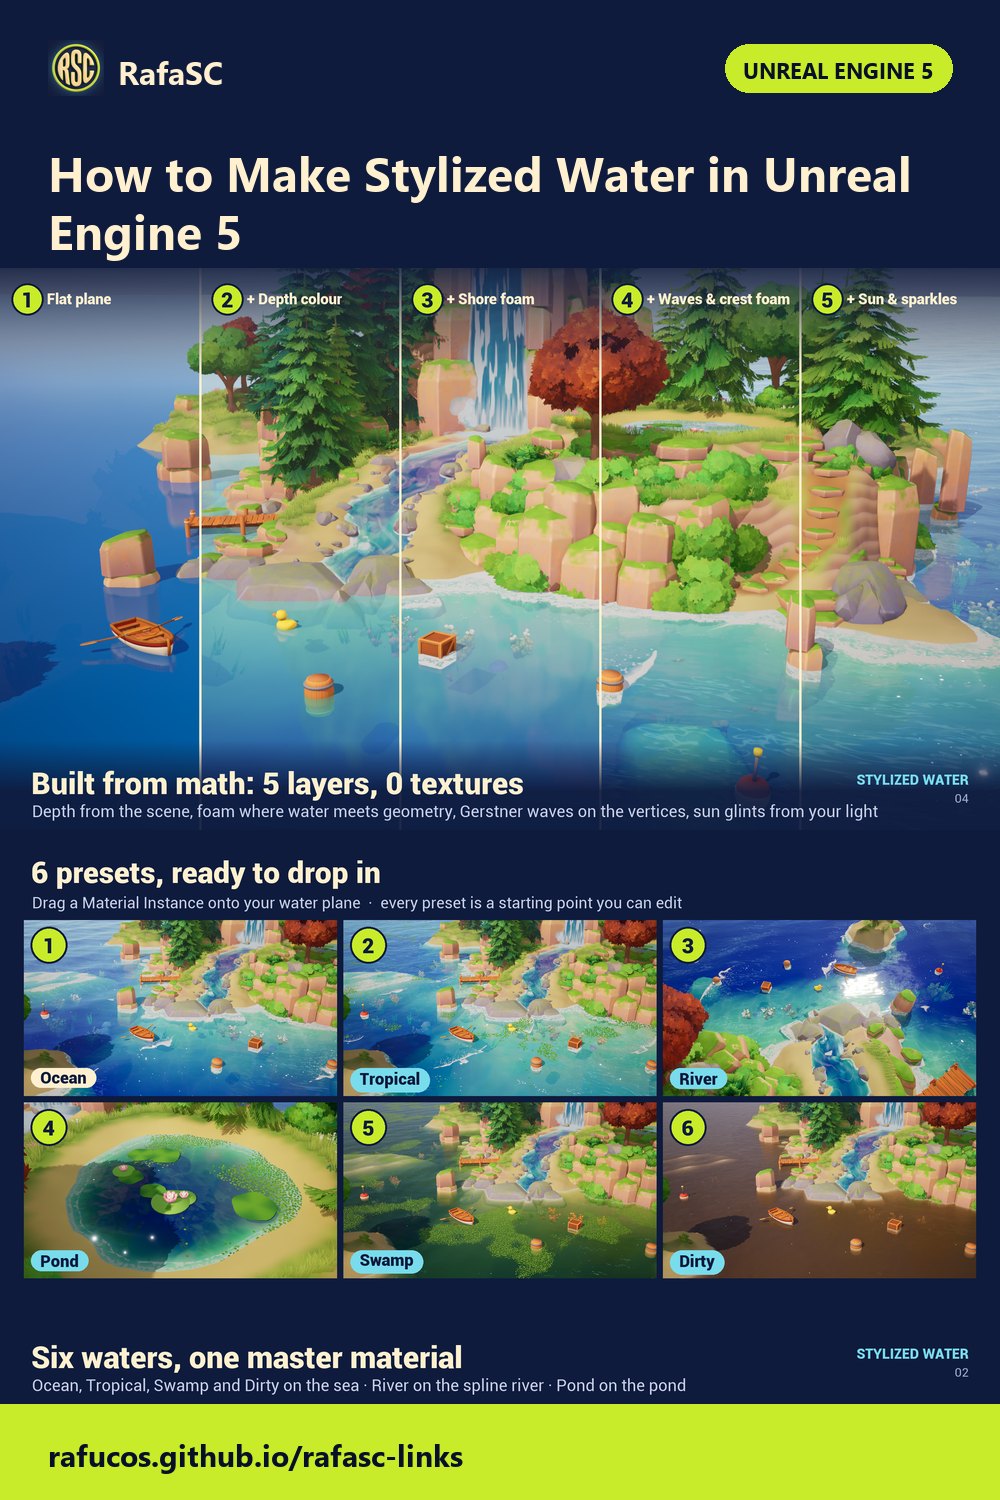 RSC
RafaSC
UNREAL ENGINE 5
How to Make Stylized Water in Unreal
Engine 5
1 Flat plane
2 + Depth colour
3 + Shore foam
4 + Waves & crest foam
5 + Sun & sparkles
Built from math: 5 layers, 0 textures
STYLIZED WATER
Depth from the scene, foam where water meets geometry, Gerstner waves on the vertices, sun glints from your light
04
6 presets, ready to drop in
Drag a Material Instance onto your water plane · every preset is a starting point you can edit
1
Ocean
2
Tropical
3
River
4
Pond
5
Swamp
6
Dirty
Six waters, one master material
STYLIZED WATER
Ocean, Tropical, Swamp and Dirty on the sea · River on the spline river · Pond on the pond
02
rafucos.github.io/rafasc-links